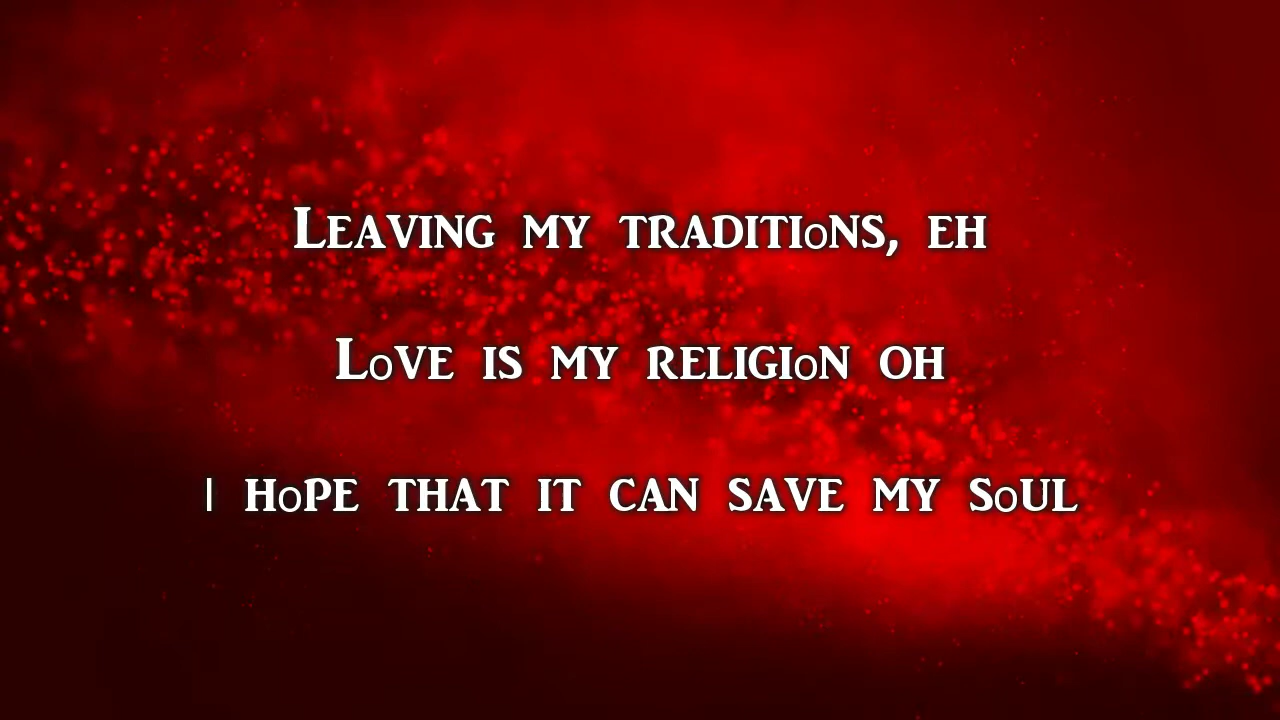 Leaving my traditions, eh
Love is my religion oh
I hope that it can save my soul